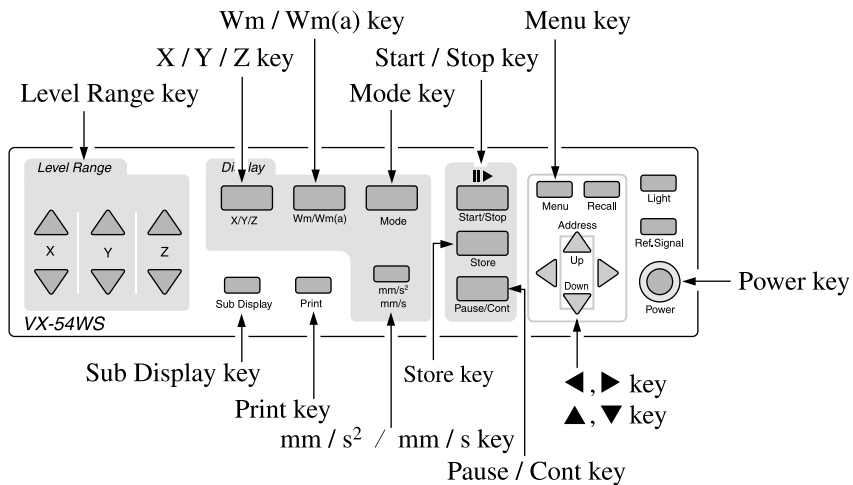 Wm / Wm(a) key
Menu key
X / Y / Z key
Start / Stop key
Level Range key
Mode key
Level Range
Display
X/Y/Z
Wm/Wm(a)
Mode
Start/Stop
Menu
Recall
Light
X
Y
Z
Store
Address
Up
Ref.Signal
Sub Display
Print
mm/s²
mm/s
Pause/Cont
Down
Power
Power key
VX-54WS
Sub Display key
Store key
◀ , ▶ key
Print key
▲ , ▼ key
mm / s² / mm / s key
Pause / Cont key